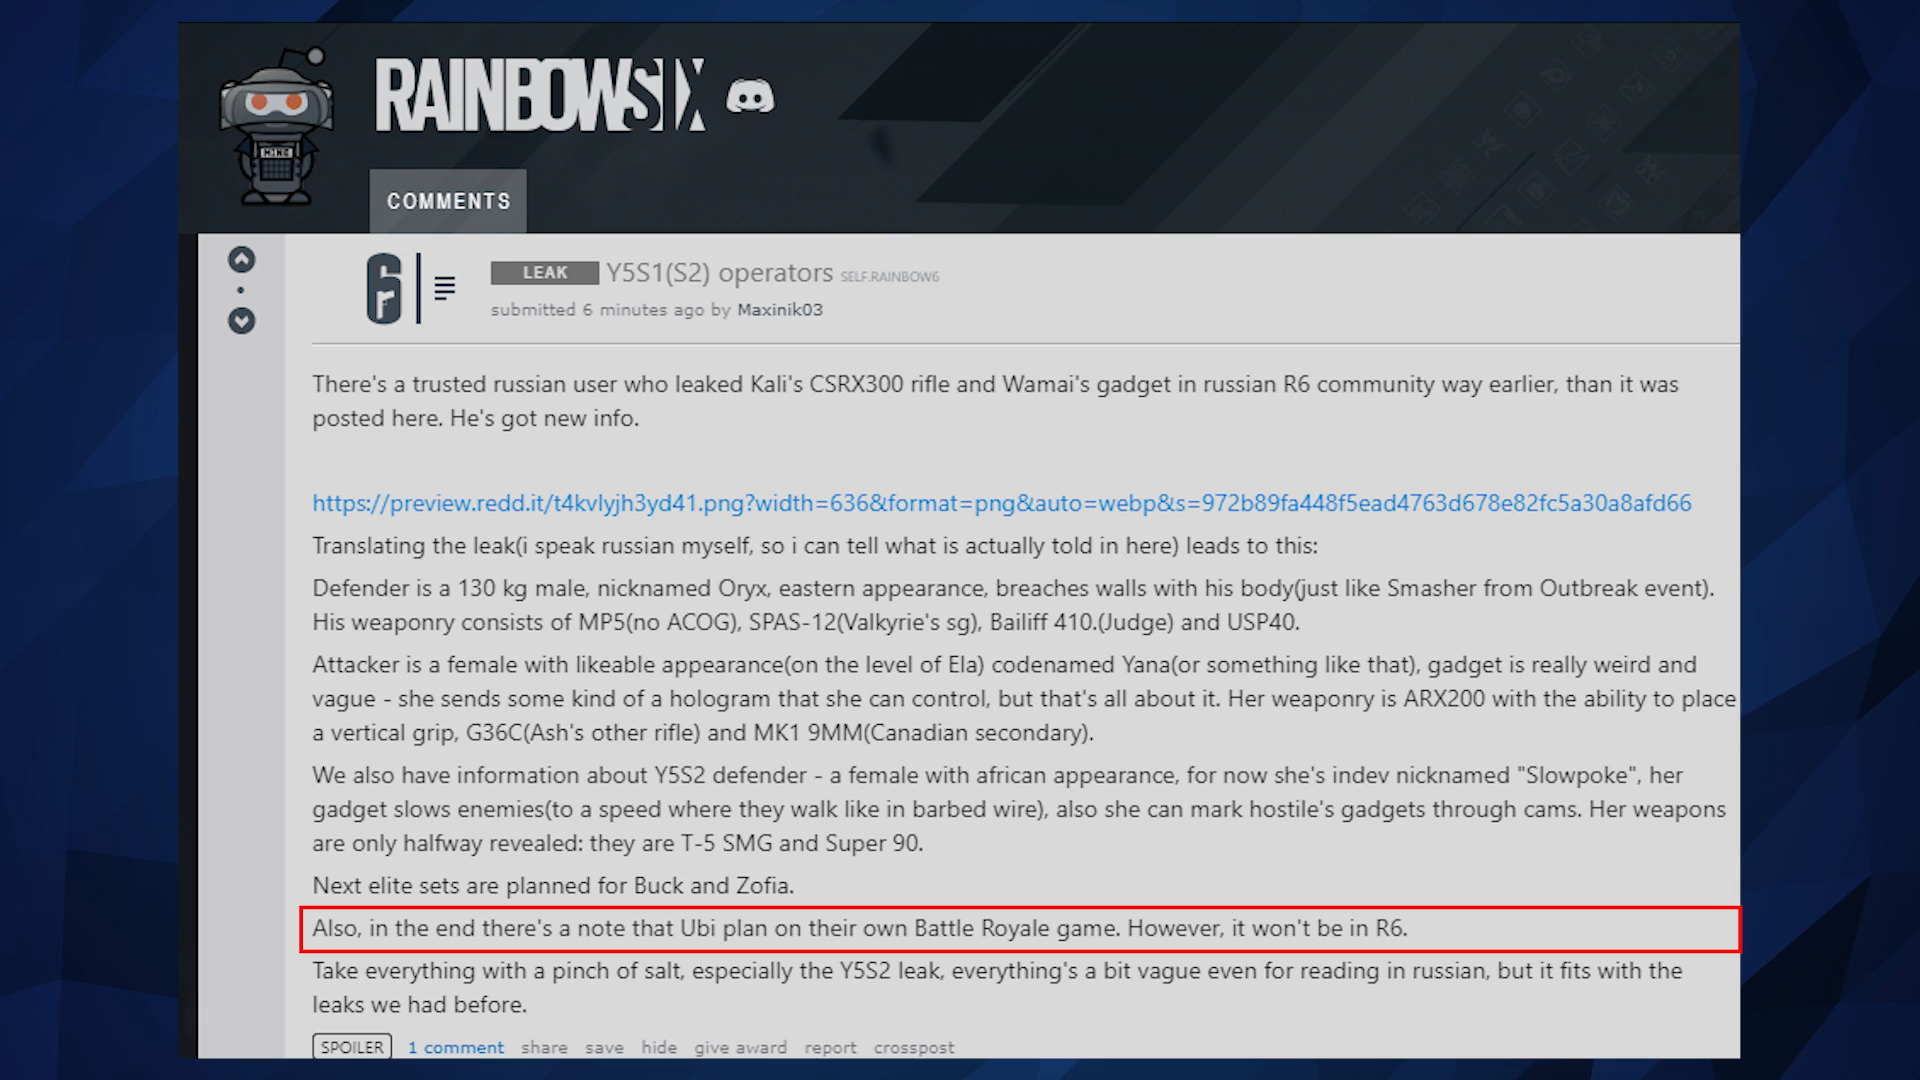 RAINBOWSIX
MINE
COMMENTS
LEAK Y5S1(S2) operators SELF.RAINBOW6
submitted 6 minutes ago by Maxinik03
There's a trusted russian user who leaked Kali's CSRX300 rifle and Wamai's gadget in russian R6 community way earlier, than it was
posted here. He's got new info.
https://preview.redd.it/t4kvlyjh3yd41.png?width=636&format=png&auto=webp&s=972b89fa448f5ead4763d678e82fc5a30a8afd66
Translating the leak(i speak russian myself, so i can tell what is actually told in here) leads to this:
Defender is a 130 kg male, nicknamed Oryx, eastern appearance, breaches walls with his body(just like Smasher from Outbreak event).
His weaponry consists of MP5(no ACOG), SPAS-12(Valkyrie's sg), Bailiff 410.(Judge) and USP40.
Attacker is a female with likeable appearance(on the level of Ela) codenamed Yana(or something like that), gadget is really weird and
vague - she sends some kind of a hologram that she can control, but that's all about it. Her weaponry is ARX200 with the ability to place
a vertical grip, G36C(Ash's other rifle) and MK1 9MM(Canadian secondary).
We also have information about Y5S2 defender - a female with african appearance, for now she's indev nicknamed "Slowpoke", her
gadget slows enemies(to a speed where they walk like in barbed wire), also she can mark hostile's gadgets through cams. Her weapons
are only halfway revealed: they are T-5 SMG and Super 90.
Next elite sets are planned for Buck and Zofia.
Also, in the end there's a note that Ubi plan on their own Battle Royale game. However, it won't be in R6.
Take everything with a pinch of salt, especially the Y5S2 leak, everything's a bit vague even for reading in russian, but it fits with the
leaks we had before.
SPOILER 1 comment share save hide give award report crosspost